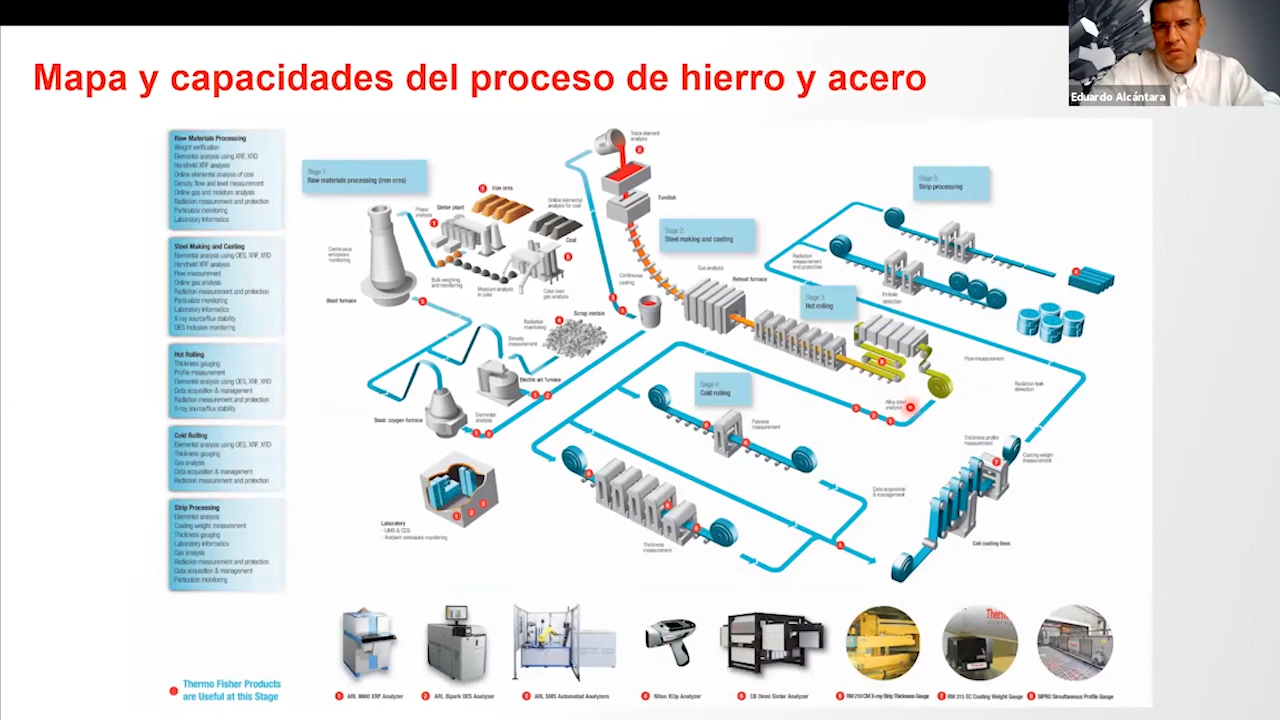 Mapa y capacidades del proceso de hierro y acero
Eduardo Alcántara
Raw Materials Processing
Weight verification
Elemental analysis using XRF, XRD
Handheld XRF analysis
Online elemental analysis of coal
Density, flow and level measurement
Online gas and moisture analysis
Radiation measurement and protection
Particulate monitoring
Laboratory informatics
Steel Making and Casting
Elemental analysis using OES, XRF, XRD
Handheld XRF analysis
Flow measurement
Online gas analysis
Radiation measurement and protection
Particulate monitoring
Laboratory informatics
X-ray source/flux stability
OES Inclusion monitoring
Hot Rolling
Thickness gauging
Profile measurement
Elemental analysis using OES, XRF, XRD
Data acquisition & management
Radiation measurement and protection
X-ray source/flux stability
Cold Rolling
Elemental analysis using OES, XRF, XRD
Thickness gauging
Gas analysis
Data acquisition & management
Radiation measurement and protection
Strip Processing
Elemental analysis
Coating weight measurement
Thickness gauging
Laboratory informatics
Gas analysis
Radiation measurement and protection
Data acquisition & management
Particulate monitoring
Stage 1:
Raw materials processing (iron ores)
Phase
analysis
Sinter plant
Iron ores
Online elemental
analysis for coal
Coal
Continuous
emissions
monitoring
Bulk weighing
and monitoring
Moisture analysis
in coke
Coke oven
gas analysis
Blast furnace
Radiation
monitoring
Scrap metals
Density
measurement
Electric arc furnace
Basic oxygen furnace
Elemental
analysis
Laboratory
- LIMS & CDS
- Ambient emissions monitoring
Trace element
analysis
Tundish
Stage 2:
Steel making and casting
Continuous
casting
Gas analysis
Reheat furnace
Stage 3:
Hot rolling
Stage 4:
Cold rolling
Flatness
measurement
Thickness
measurement
Alloy steel
analysis
Stage 5:
Strip processing
Radiation
measurement
and protection
Pinhole
detection
Flow measurement
Radiation leak
detection
Thickness profile
measurement
Coating weight
measurement
Data acquisition
& management
Coil coating lines
Thermo Fisher Products
are Useful at this Stage
1 ARL 9900 XRF Analyzer
2 ARL iSpark OES Analyzer
3 ARL SMS Automated Analyzers
4 Niton XL3p Analyzer
5 CB Omni Sinter Analyzer
6 RM 210 CM X-ray Strip Thickness Gauge
7 RM 315 EC Coating Weight Gauge
8 SIPRO Simultaneous Profile Gauge